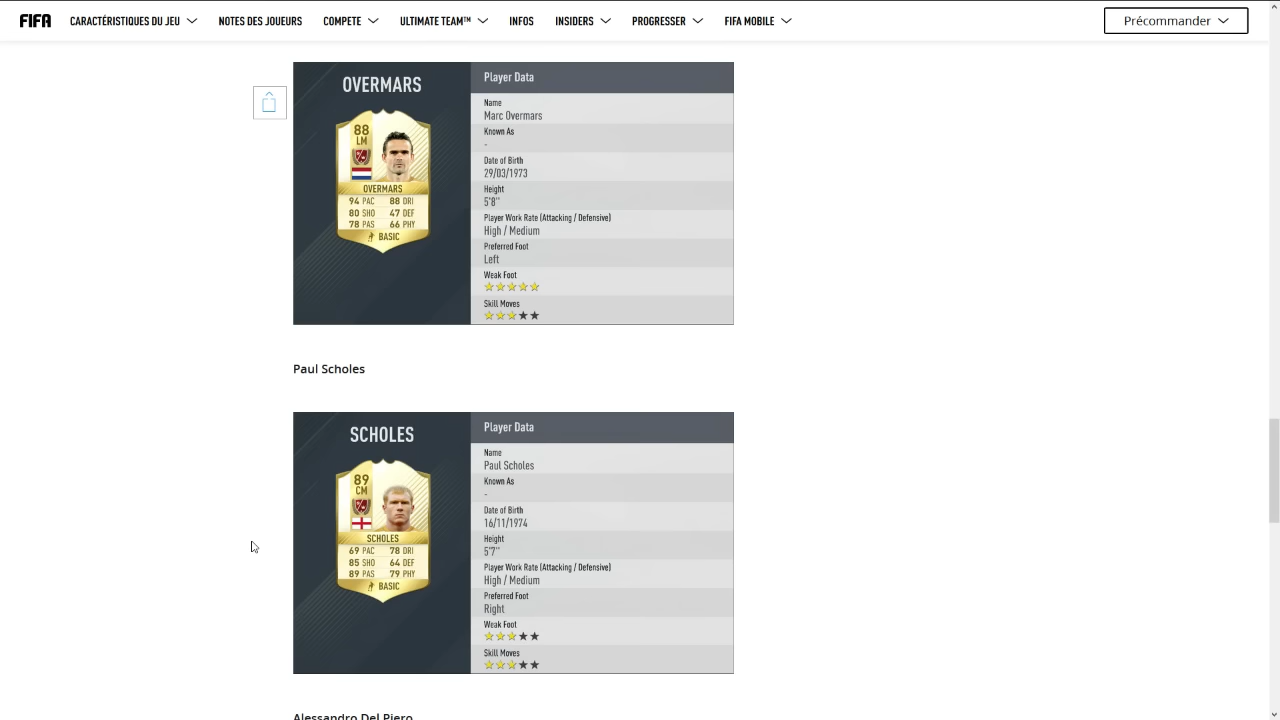 FIFA CARACTÉRISTIQUES DU JEU NOTES DES JOUEURS COMPETE ULTIMATE TEAM™ INFOS INSIDERS PROGRESSER FIFA MOBILE Précommander
OVERMARS
88
LM
OVERMARS
94 PAC 88 DRI
80 SHO 47 DEF
78 PAS 66 PHY
BASIC
Player Data
Name
Marc Overmars
Known As
-
Date of Birth
29/03/1973
Height
5'8"
Player Work Rate (Attacking / Defensive)
High / Medium
Preferred Foot
Left
Weak Foot
Skill Moves
Paul Scholes
SCHOLES
89
CM
SCHOLES
69 PAC 78 DRI
85 SHO 64 DEF
89 PAS 79 PHY
BASIC
Player Data
Name
Paul Scholes
Known As
-
Date of Birth
16/11/1974
Height
5'7"
Player Work Rate (Attacking / Defensive)
High / Medium
Preferred Foot
Right
Weak Foot
Skill Moves
Alessandro Del Piero